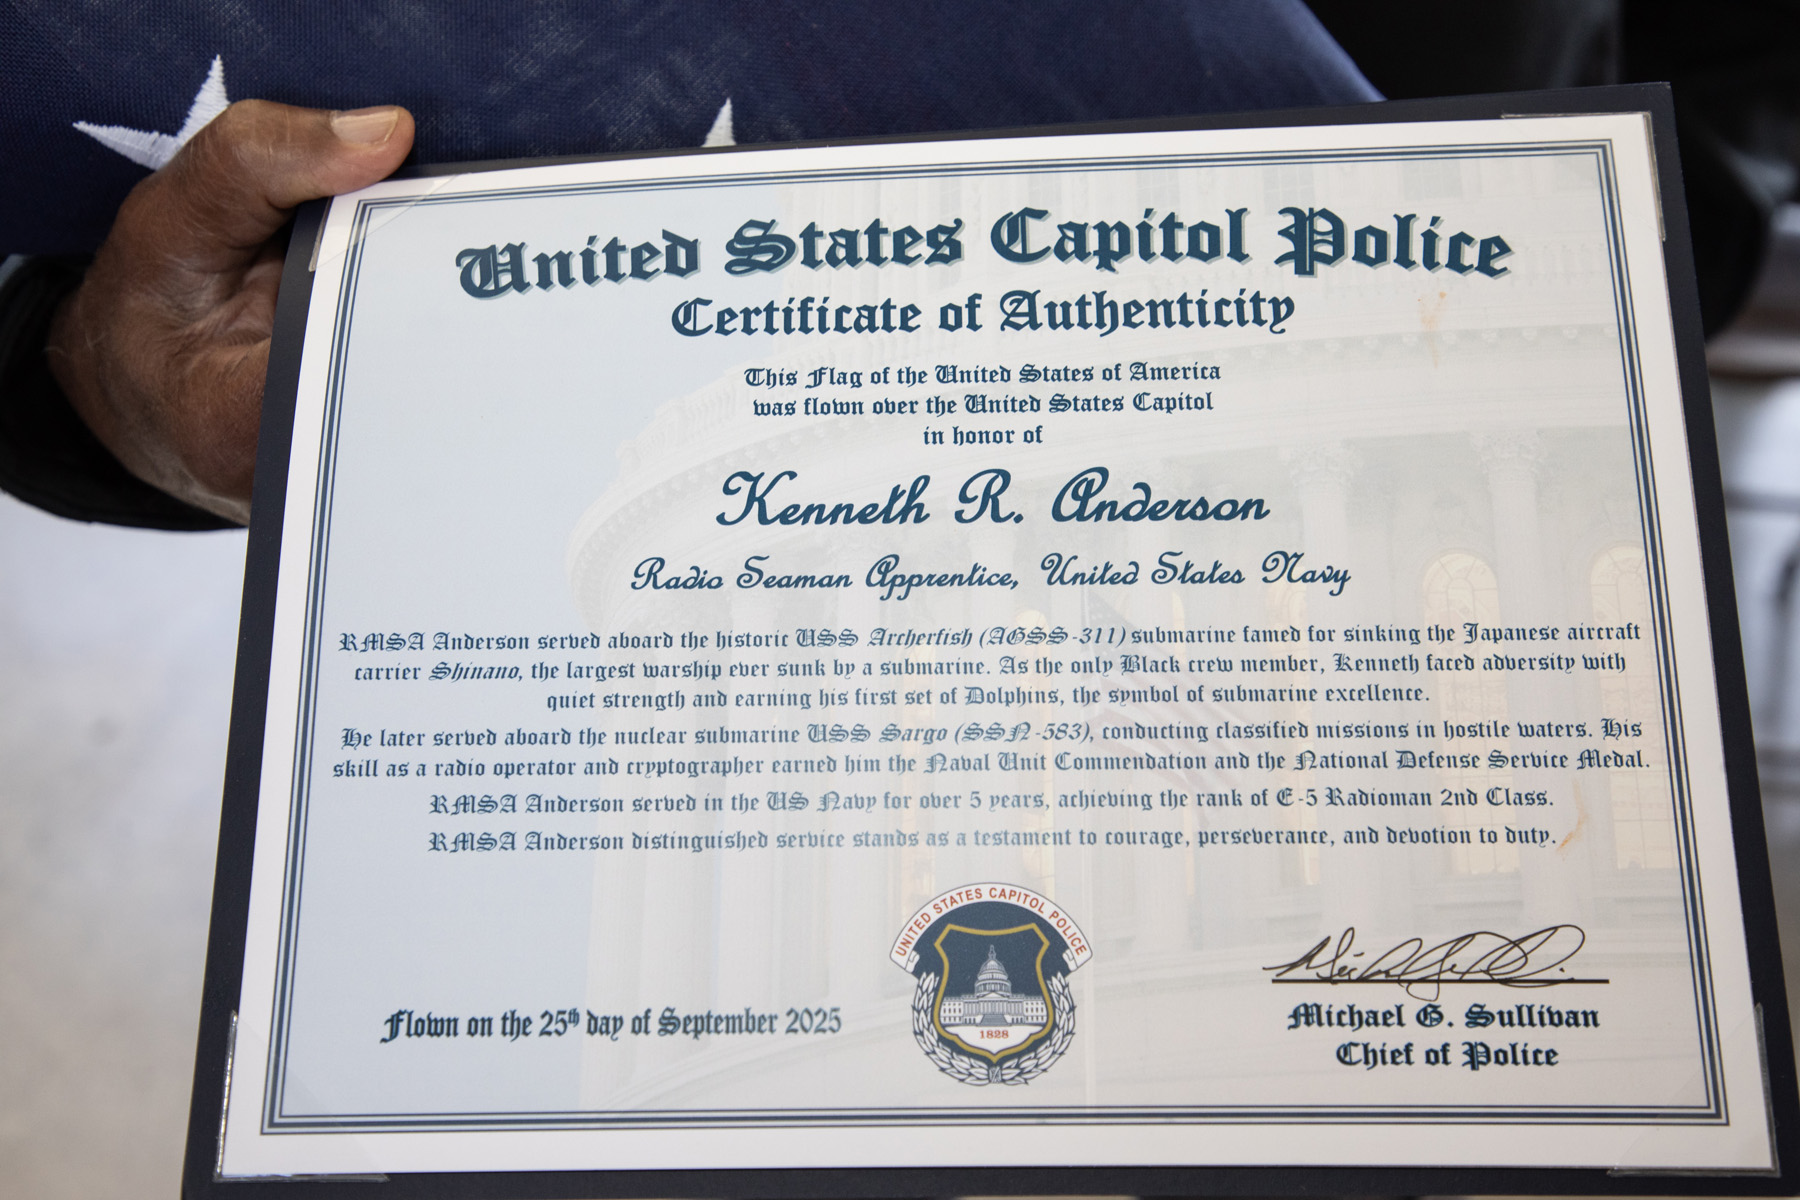 United States Capitol Police
Certificate of Authenticity
This Flag of the United States of America
was flown over the United States Capitol
in honor of
Kenneth R. Anderson
Radio Seaman Apprentice, United States Navy
RMSA Anderson served aboard the historic USS Archerfish (AGSS-311) submarine famed for sinking the Japanese aircraft
carrier Shinano, the largest warship ever sunk by a submarine. As the only Black crew member, Kenneth faced adversity with
quiet strength and earning his first set of Dolphins, the symbol of submarine excellence.
He later served aboard the nuclear submarine USS Sargo (SSN-583), conducting classified missions in hostile waters. His
skill as a radio operator and cryptographer earned him the Naval Unit Commendation and the National Defense Service Medal.
RMSA Anderson served in the US Navy for over 5 years, achieving the rank of E-5 Radioman 2nd Class.
RMSA Anderson distinguished service stands as a testament to courage, perseverance, and devotion to duty.
UNITED STATES CAPITOL POLICE
1828
Flown on the 25th day of September 2025
Michael G. Sullivan
Chief of Police